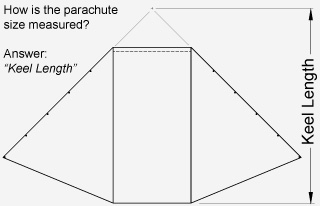 How is the parachute
size measured?
Answer:
"Keel Length"
Keel Length